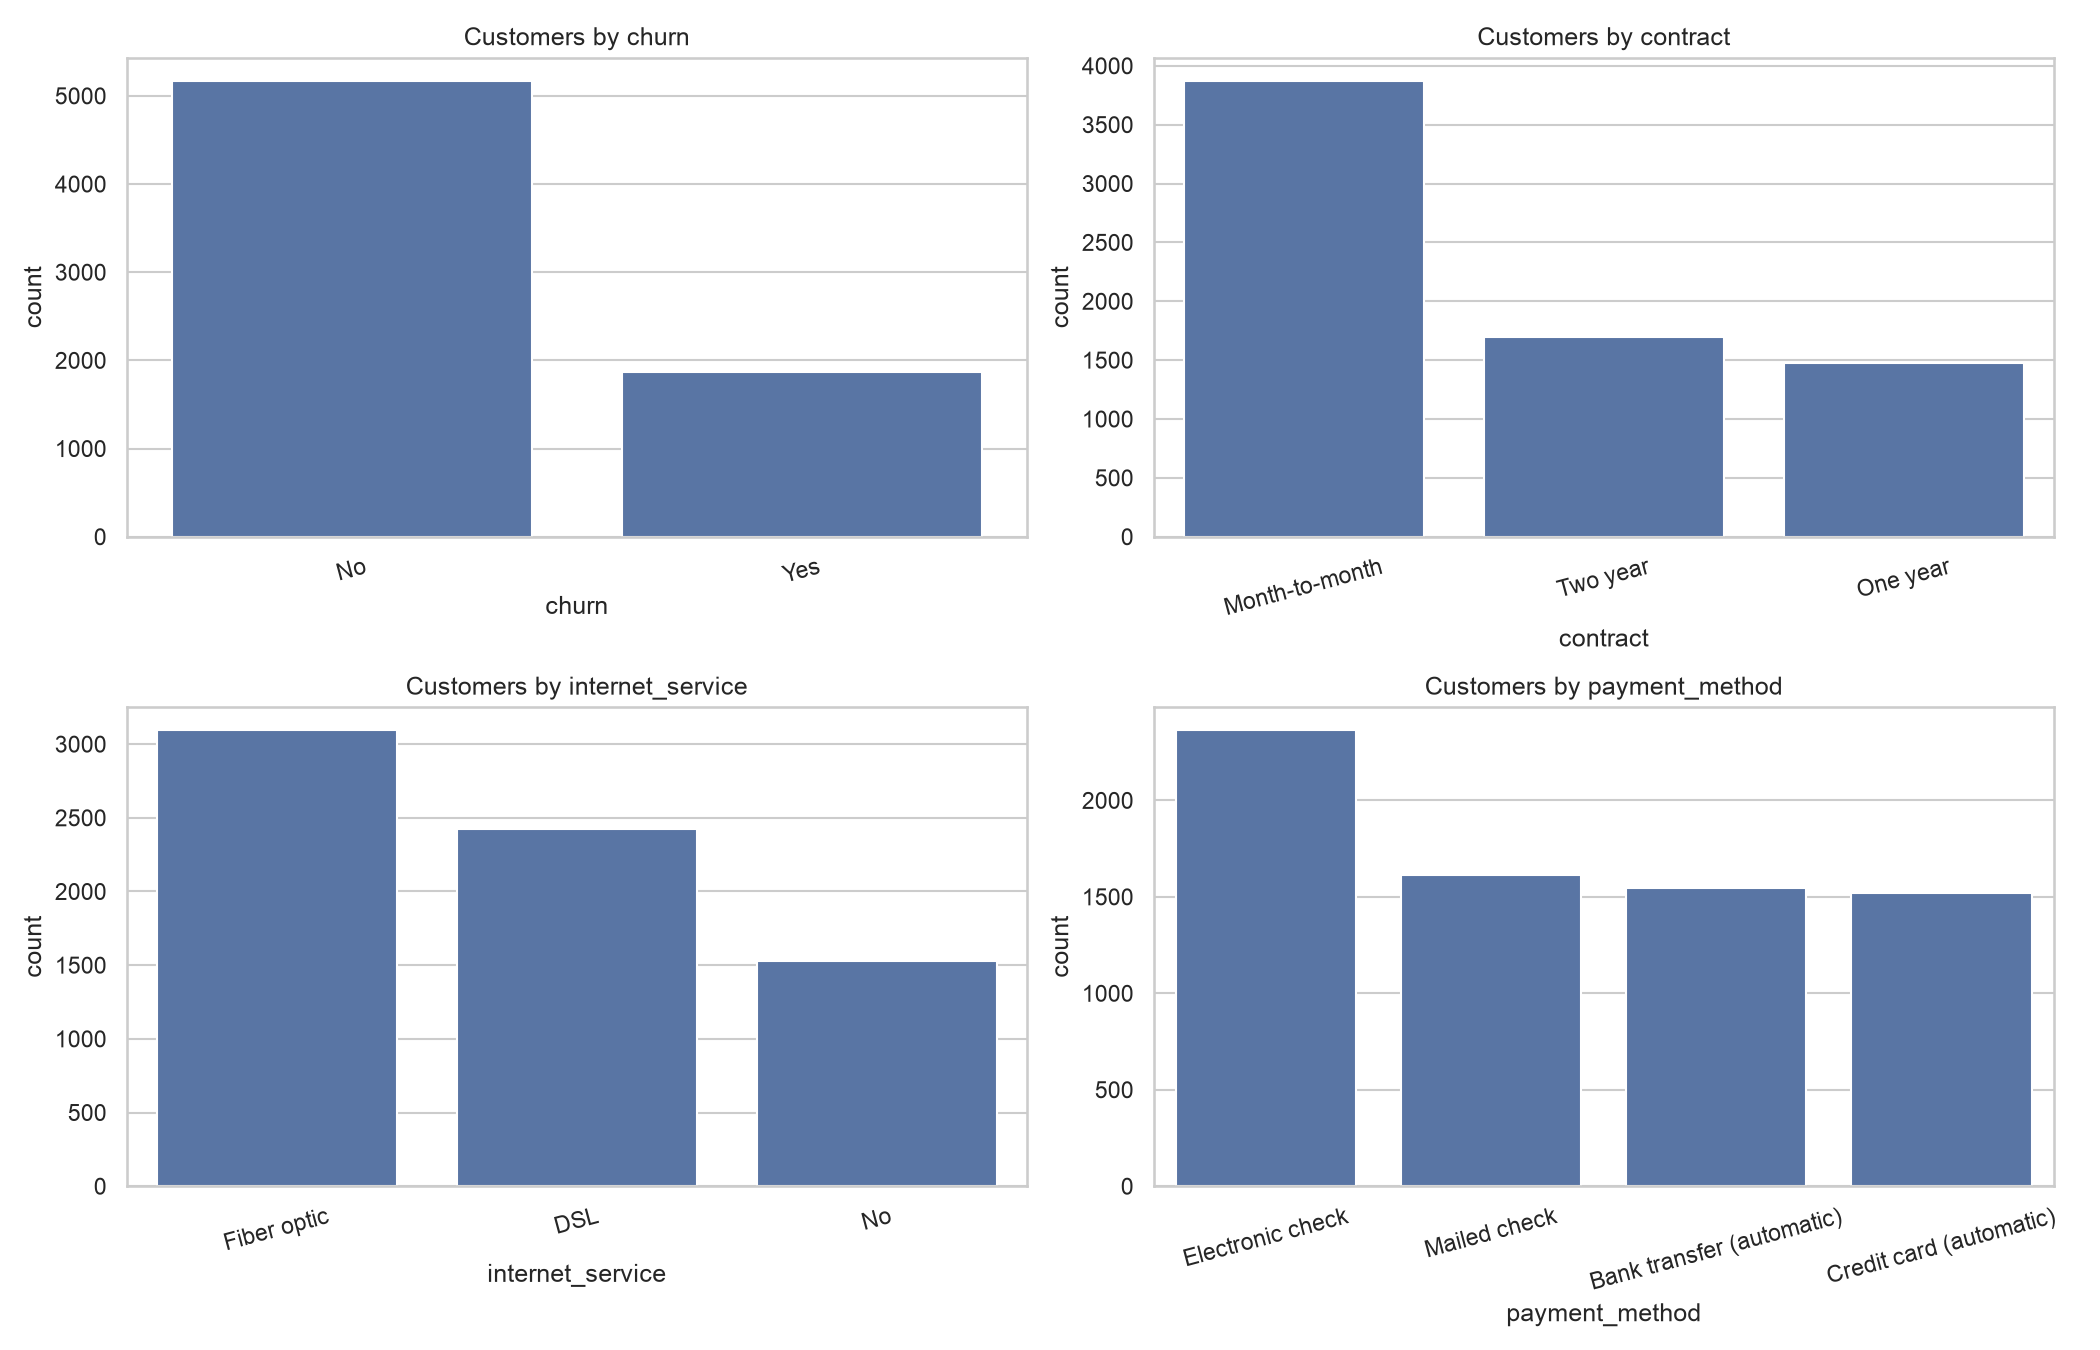 Customers by churn
5000
4000
3000
2000
1000
0
count
No
Yes
churn
Customers by contract
4000
3500
3000
2500
2000
1500
1000
500
0
count
Month-to-month
Two year
One year
contract
Customers by internet_service
3000
2500
2000
1500
1000
500
0
count
Fiber optic
DSL
No
internet_service
Customers by payment_method
2000
1500
1000
500
0
count
Electronic check
Mailed check
Bank transfer (automatic)
Credit card (automatic)
payment_method